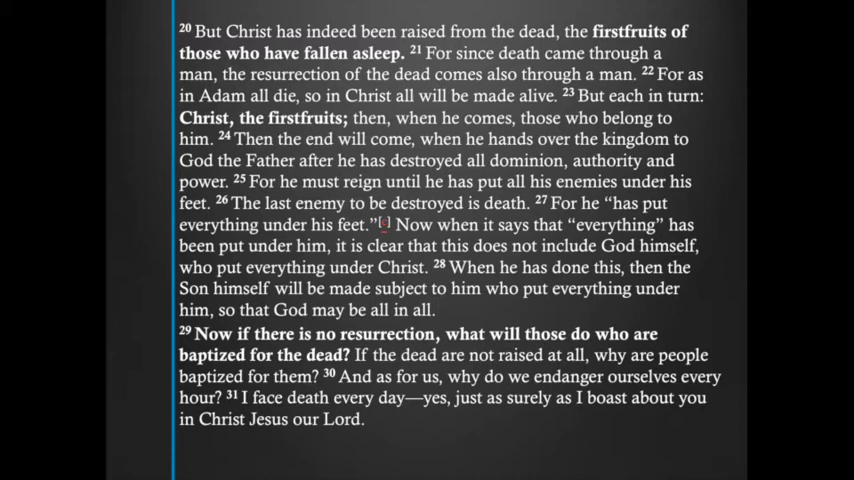 20 But Christ has indeed been raised from the dead, the firstfruits of
those who have fallen asleep. 21 For since death came through a
man, the resurrection of the dead comes also through a man. 22 For as
in Adam all die, so in Christ all will be made alive. 23 But each in turn:
Christ, the firstfruits; then, when he comes, those who belong to
him. 24 Then the end will come, when he hands over the kingdom to
God the Father after he has destroyed all dominion, authority and
power. 25 For he must reign until he has put all his enemies under his
feet. 26 The last enemy to be destroyed is death. 27 For he “has put
everything under his feet.”[c] Now when it says that “everything” has
been put under him, it is clear that this does not include God himself,
who put everything under Christ. 28 When he has done this, then the
Son himself will be made subject to him who put everything under
him, so that God may be all in all.
29 Now if there is no resurrection, what will those do who are
baptized for the dead? If the dead are not raised at all, why are people
baptized for them? 30 And as for us, why do we endanger ourselves every
hour? 31 I face death every day—yes, just as surely as I boast about you
in Christ Jesus our Lord.